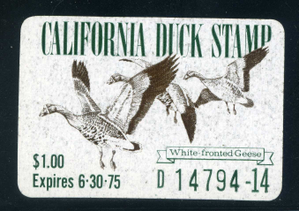 CALIFORNIA DUCK STAMP
White-fronted Geese
$1.00
Expires 6·30·75
D 14794-14